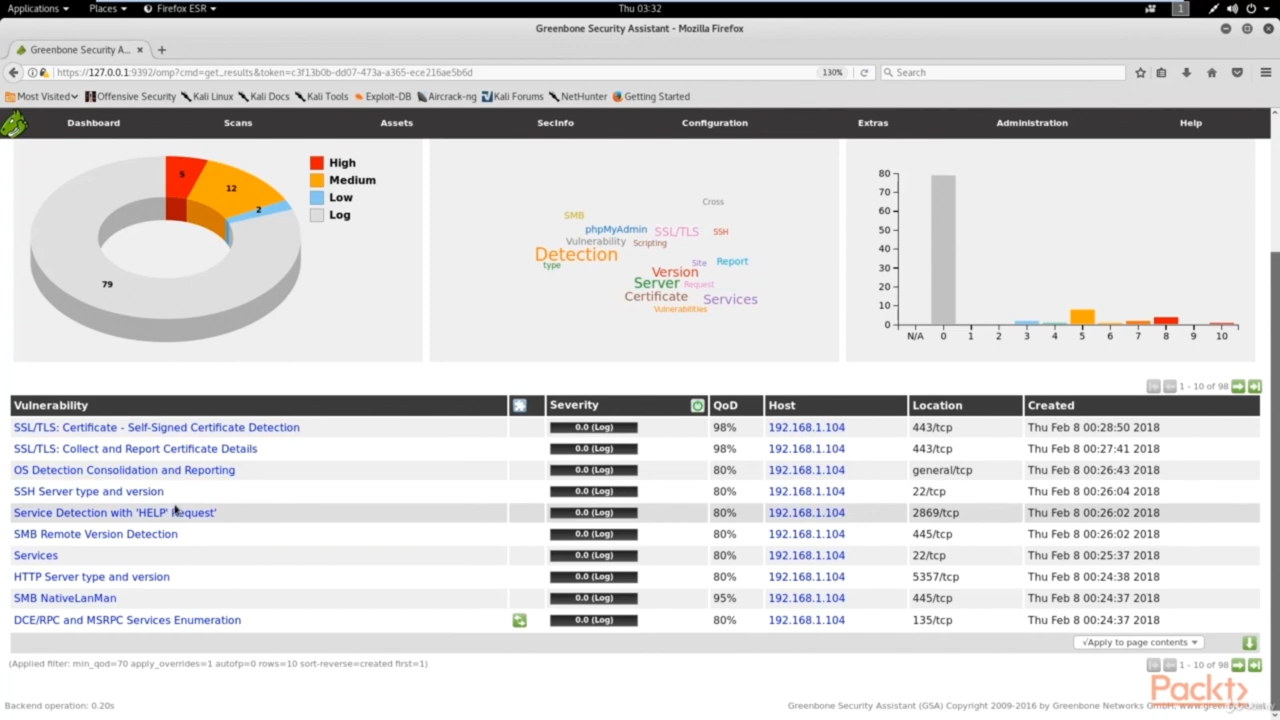 Applications Places Firefox ESR Thu 03:32 1
Greenbone Security Assistant - Mozilla Firefox
Greenbone Security A...
https://127.0.0.1:9392/omp?cmd=get_results&token=c3f13b0b-dd07-473a-a365-ece216ae5b6d 130% Search
Most Visited Offensive Security Kali Linux Kali Docs Kali Tools Exploit-DB Aircrack-ng Kali Forums NetHunter Getting Started
Dashboard Scans Assets SecInfo Configuration Extras Administration Help
5
12
2
79
High
Medium
Low
Log
Cross
SMB
phpMyAdmin SSL/TLS SSH
Vulnerability Scripting
Detection
type Site Report
Version
Server Request
Certificate Services
Vulnerabilities
80
70
60
50
40
30
20
10
0
N/A 0 1 2 3 4 5 6 7 8 9 10
1 - 10 of 98
Vulnerability Severity QoD Host Location Created
SSL/TLS: Certificate - Self-Signed Certificate Detection 0.0 (Log) 98% 192.168.1.104 443/tcp Thu Feb 8 00:28:50 2018
SSL/TLS: Collect and Report Certificate Details 0.0 (Log) 98% 192.168.1.104 443/tcp Thu Feb 8 00:27:41 2018
OS Detection Consolidation and Reporting 0.0 (Log) 80% 192.168.1.104 general/tcp Thu Feb 8 00:26:43 2018
SSH Server type and version 0.0 (Log) 80% 192.168.1.104 22/tcp Thu Feb 8 00:26:04 2018
Service Detection with 'HELP' Request' 0.0 (Log) 80% 192.168.1.104 2869/tcp Thu Feb 8 00:26:02 2018
SMB Remote Version Detection 0.0 (Log) 80% 192.168.1.104 445/tcp Thu Feb 8 00:26:02 2018
Services 0.0 (Log) 80% 192.168.1.104 22/tcp Thu Feb 8 00:25:37 2018
HTTP Server type and version 0.0 (Log) 80% 192.168.1.104 5357/tcp Thu Feb 8 00:24:38 2018
SMB NativeLanMan 0.0 (Log) 95% 192.168.1.104 445/tcp Thu Feb 8 00:24:37 2018
DCE/RPC and MSRPC Services Enumeration 0.0 (Log) 80% 192.168.1.104 135/tcp Thu Feb 8 00:24:37 2018
√Apply to page contents
(Applied filter: min_qod=70 apply_overrides=1 autofp=0 rows=10 sort-reverse=created first=1)
1 - 10 of 98
Packt
Backend operation: 0.20s
Greenbone Security Assistant (GSA) Copyright 2009-2016 by Greenbone Networks GmbH,